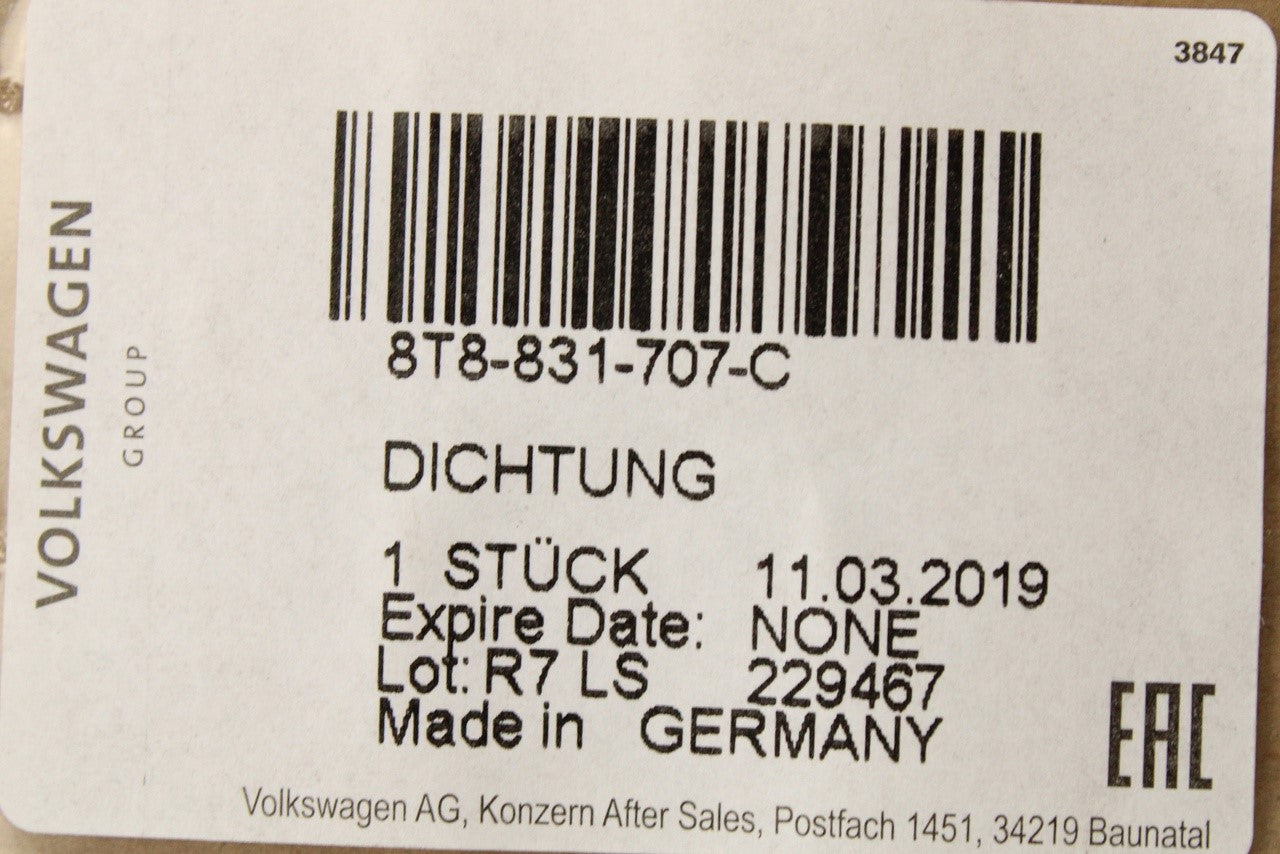 3847
VOLKSWAGEN
GROUP
8T8-831-707-C
DICHTUNG
1 STÜCK 11.03.2019
Expire Date: NONE
Lot: R7 LS 229467
Made in GERMANY
EAC
Volkswagen AG, Konzern After Sales, Postfach 1451, 34219 Baunatal